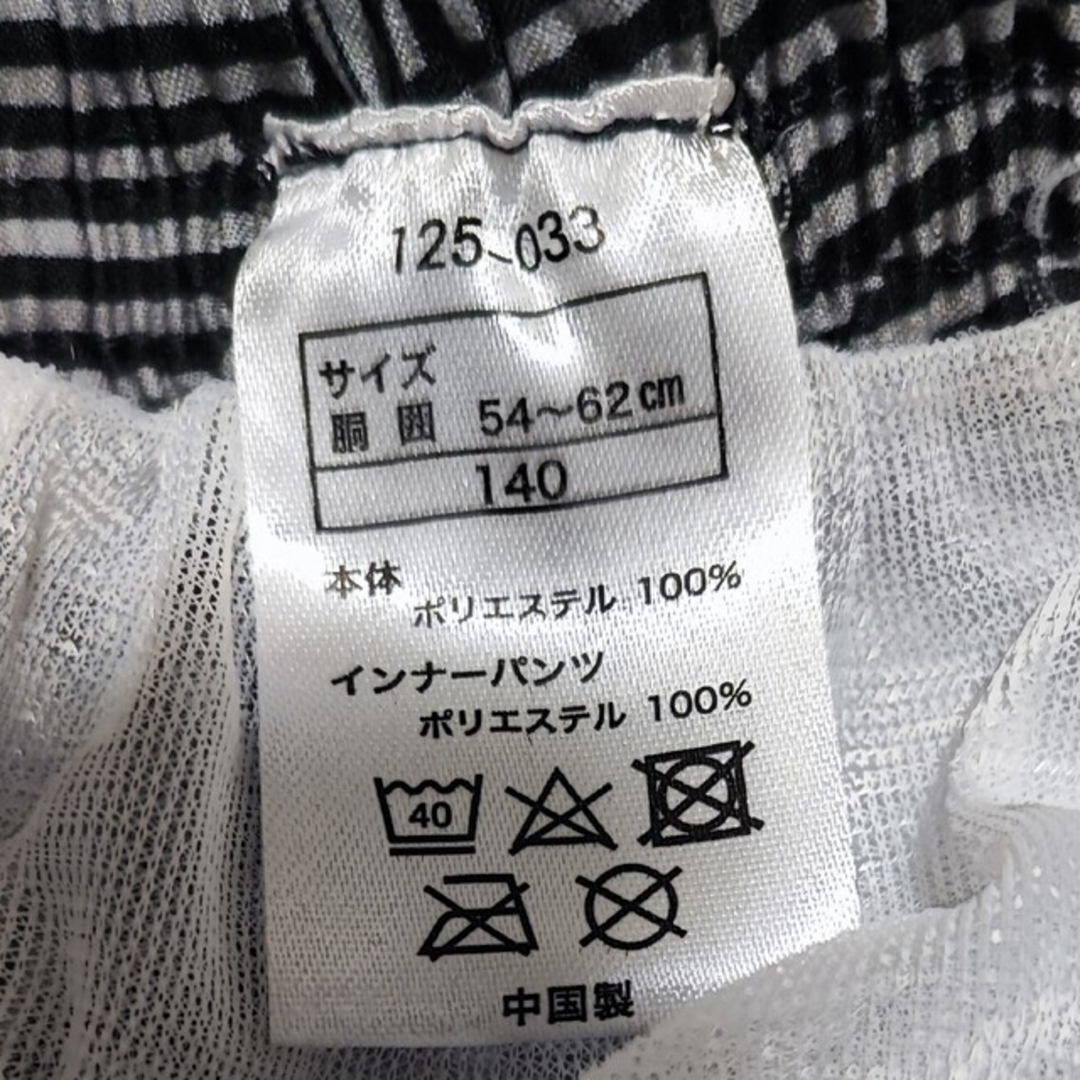 125-033
サイズ
胴囲 54～62cm
140
本体
ポリエステル 100%
インナーパンツ
ポリエステル 100%
40
中国製